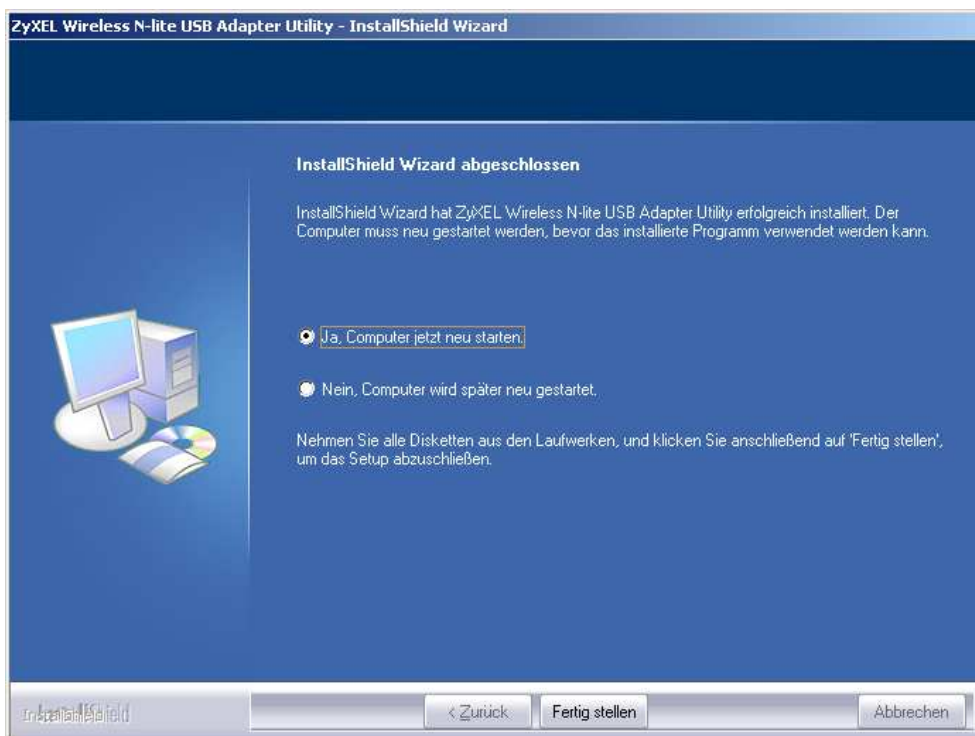 ZyXEL Wireless N-lite USB Adapter Utility - InstallShield Wizard
InstallShield Wizard abgeschlossen
InstallShield Wizard hat ZyXEL Wireless N-lite USB Adapter Utility erfolgreich installiert. Der
Computer muss neu gestartet werden, bevor das installierte Programm verwendet werden kann.
Ja, Computer jetzt neu starten.
Nein, Computer wird später neu gestartet.
Nehmen Sie alle Disketten aus den Laufwerken, und klicken Sie anschließend auf 'Fertig stellen',
um das Setup abzuschließen.
< Zurück
Fertig stellen
Abbrechen